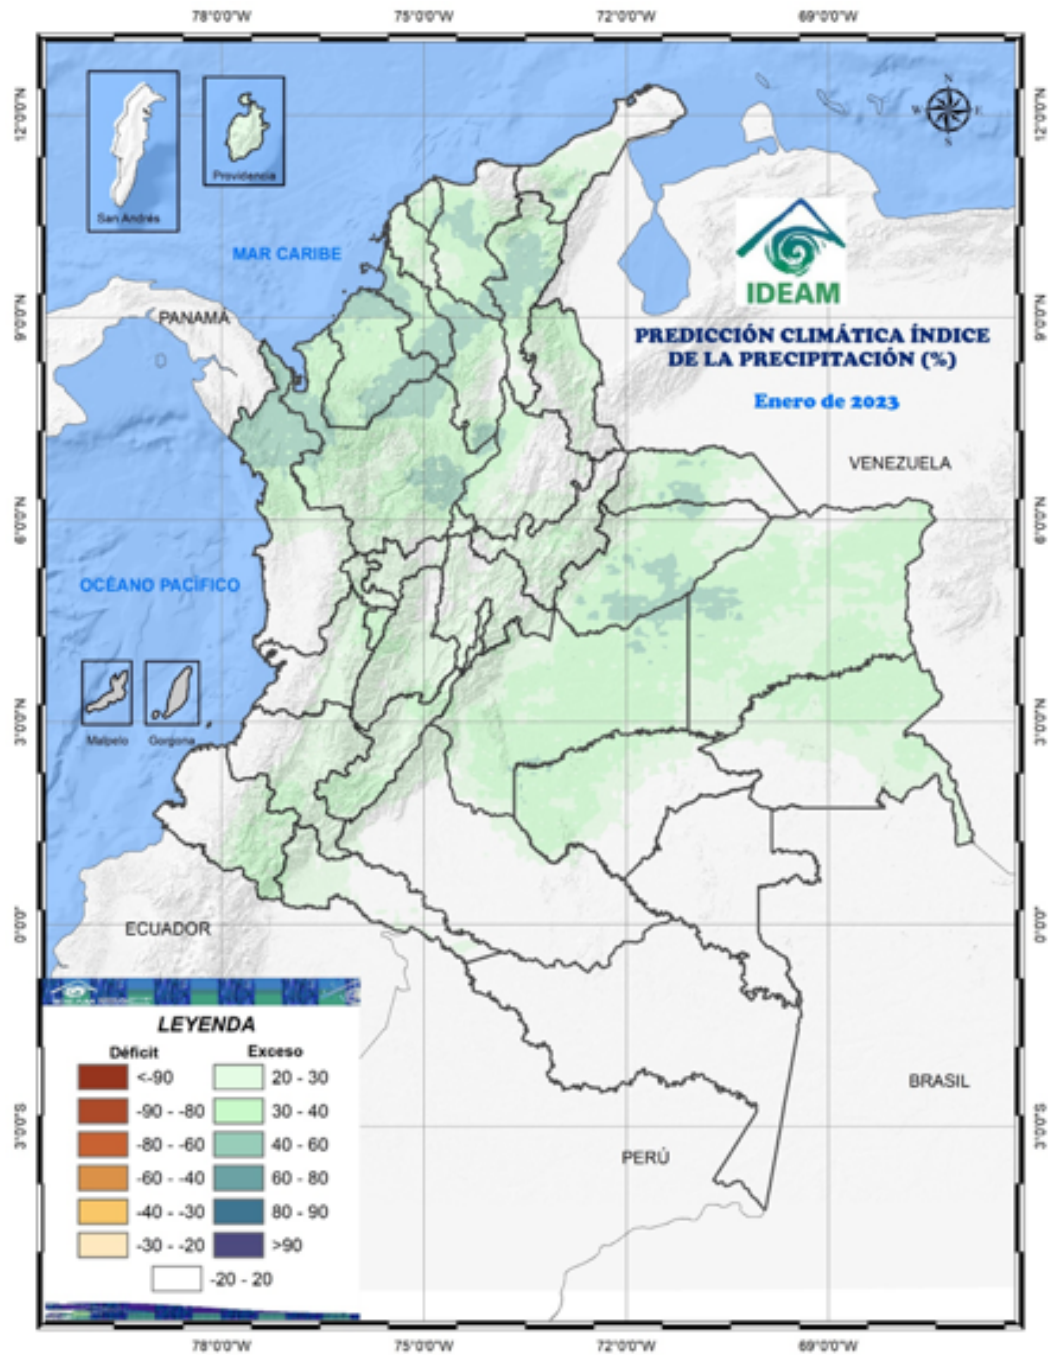 78°0'0"W 75°0'0"W 72°0'0"W 69°0'0"W
12°0'0"N
12°0'0"N
N
W E
S
San Andrés
Providencia
MAR CARIBE
IDEAM
PREDICCIÓN CLIMÁTICA ÍNDICE
DE LA PRECIPITACIÓN (%)
Enero de 2023
9°0'0"N
9°0'0"N
PANAMÁ
VENEZUELA
6°0'0"N
6°0'0"N
OCÉANO PACÍFICO
Malpelo
Gorgona
3°0'0"N
3°0'0"N
ECUADOR
0°0'0"
0°0'0"
LEYENDA
Déficit Exceso
<-90 20 - 30
-90 - -80 30 - 40
-80 - -60 40 - 60
-60 - -40 60 - 80
-40 - -30 80 - 90
-30 - -20 >90
-20 - 20
BRASIL
PERÚ
3°0'0"S
3°0'0"S
78°0'0"W 75°0'0"W 72°0'0"W 69°0'0"W